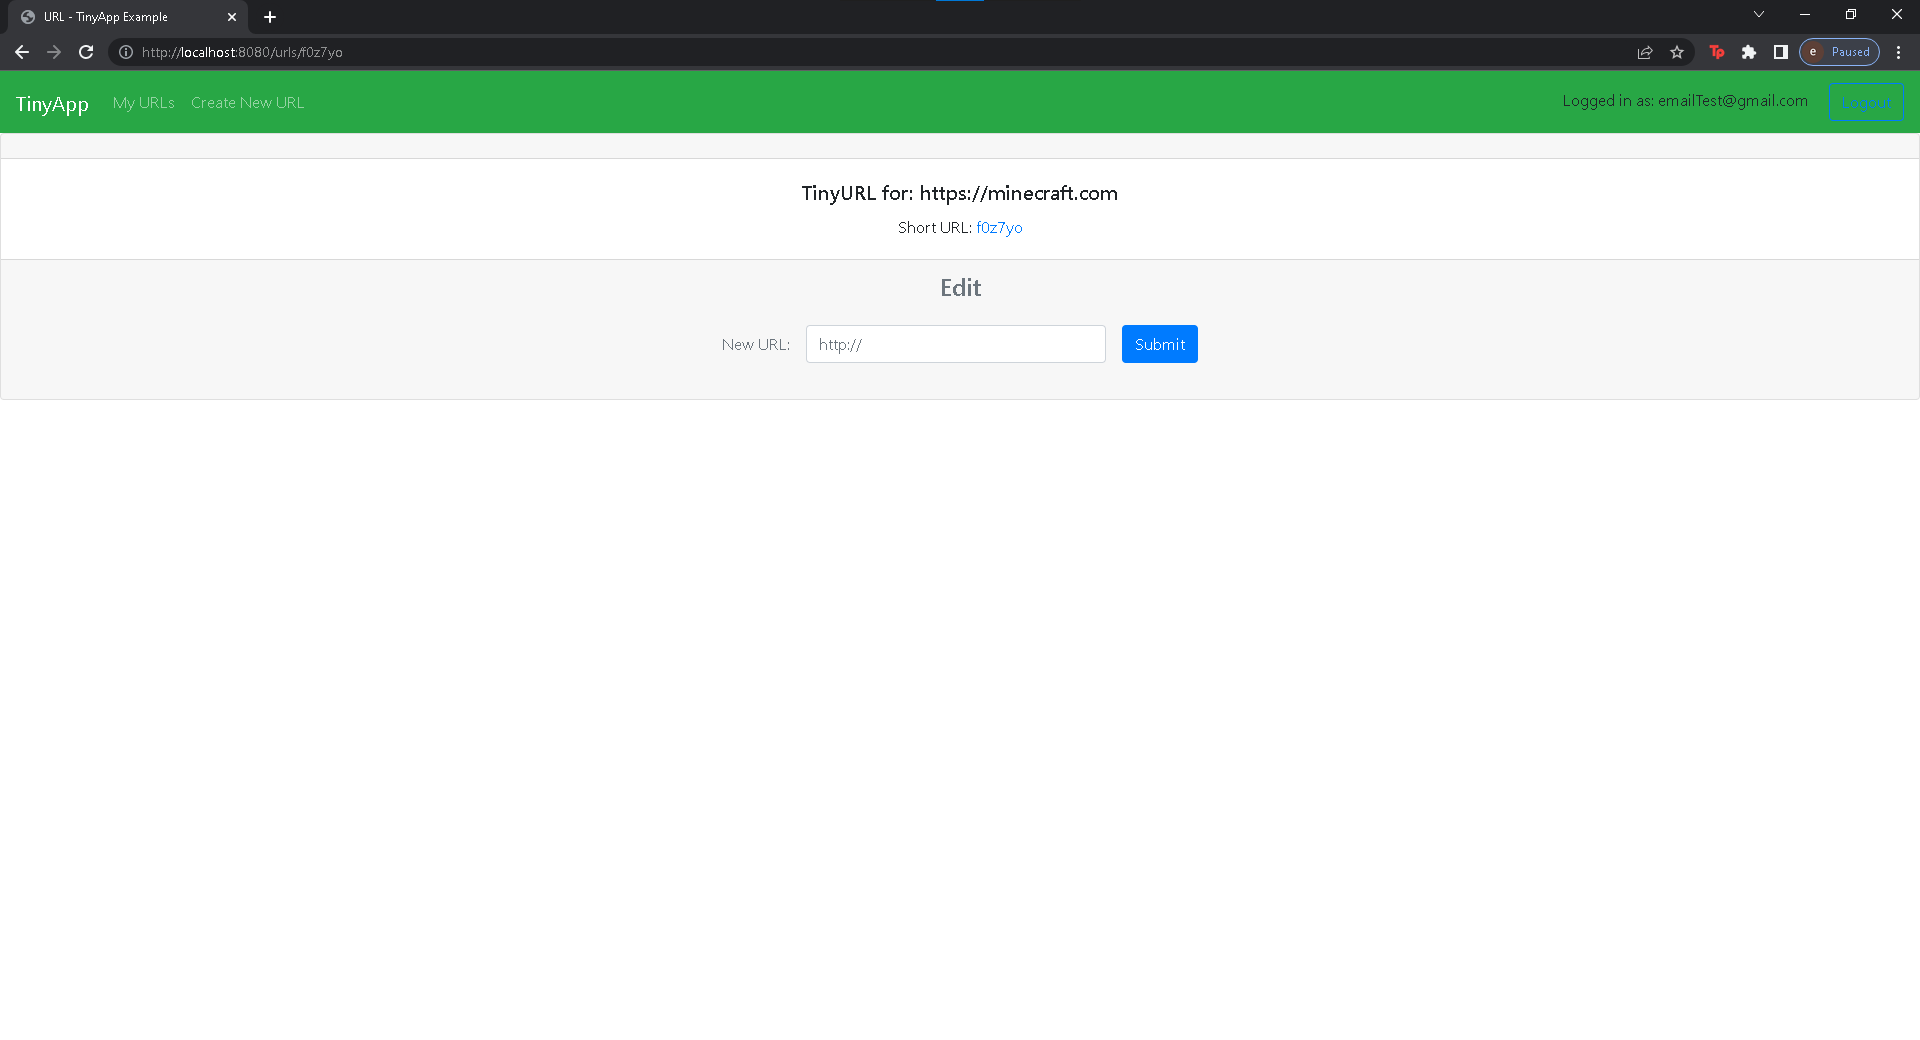 URL - TinyApp Example
http://localhost:8080/urls/f0z7yo
Tp
e Paused
TinyApp My URLs Create New URL Logged in as: emailTest@gmail.com Logout
TinyURL for: https://minecraft.com
Short URL: f0z7yo
Edit
New URL: http:// Submit